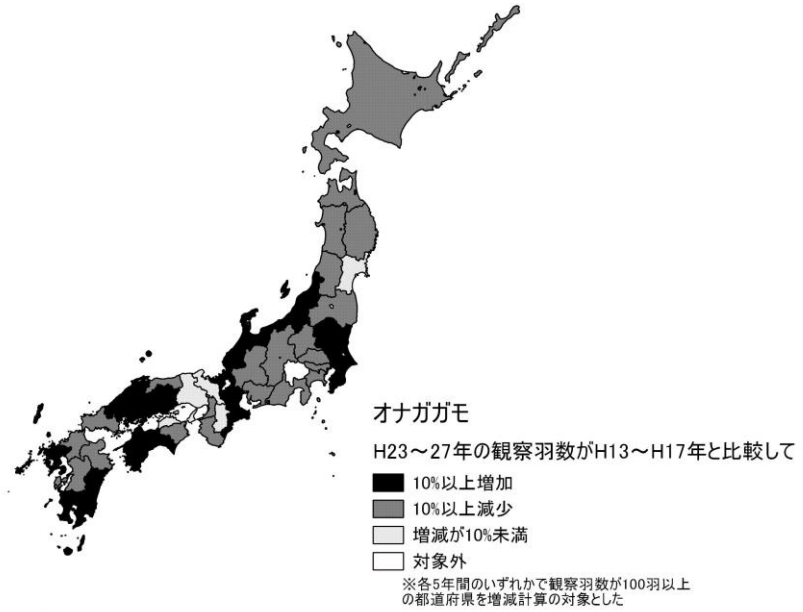 オナガガモ
H23～27年の観察羽数がH13～H17年と比較して
10%以上増加
10%以上減少
増減が10%未満
対象外
※各5年間のいずれかで観察羽数が100羽以上
の都道府県を増減計算の対象とした